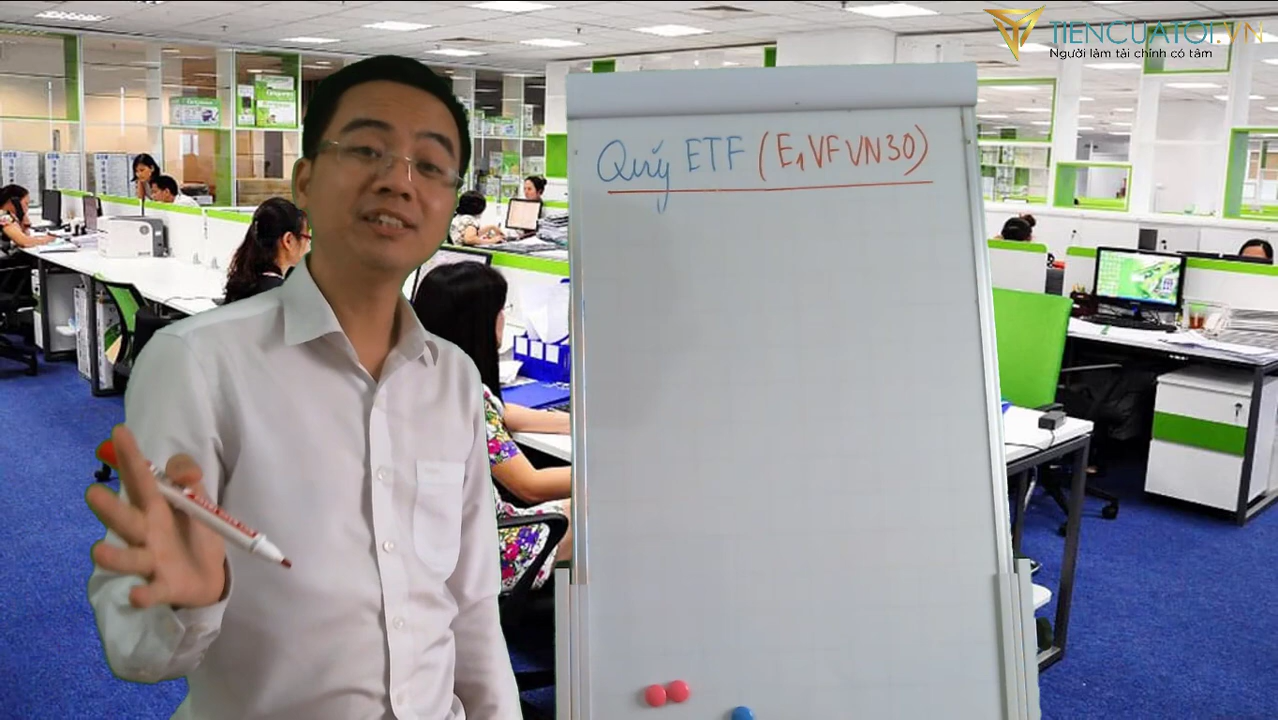 TIENCUATOI.VN
Người làm tài chính có tâm
Quỹ ETF (E1VFVN30)